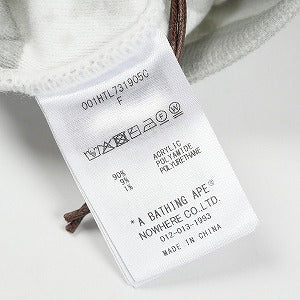 001HTL731905C
F
90% ACRYLIC
9% POLYAMIDE
1% POLYURETHANE
*A BATHING APE®
NOWHERE CO.LTD.
012-013-1993
MADE IN CHINA